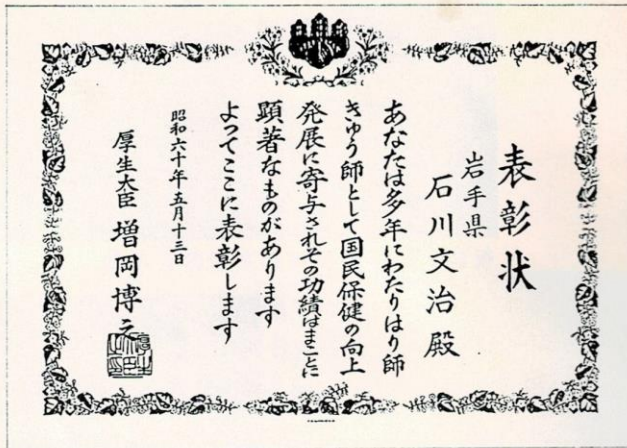 表彰状
岩手県
石川文治殿
あなたは多年にわたりはり師
きゅう師として国民保健の向上
発展に寄与されその功績はまことに
顕著なものがあります
よってここに表彰します
昭和六十年五月十三日
厚生大臣 増岡博之